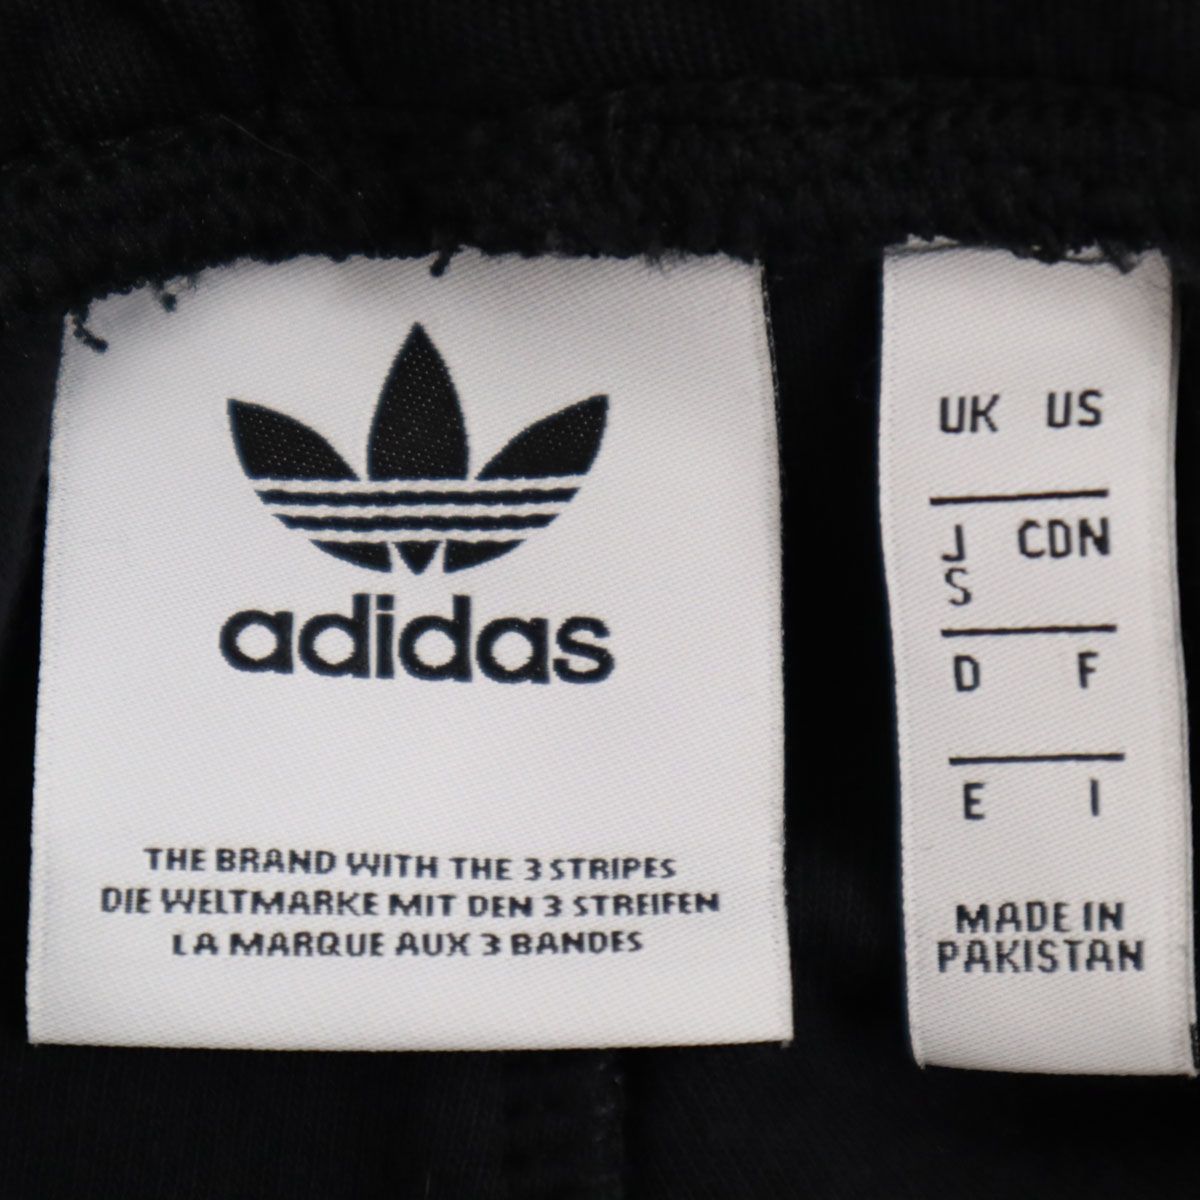 adidas
THE BRAND WITH THE 3 STRIPES
DIE WELTMARKE MIT DEN 3 STREIFEN
LA MARQUE AUX 3 BANDES
UK US
J CDN
S
D F
E I
MADE IN
PAKISTAN